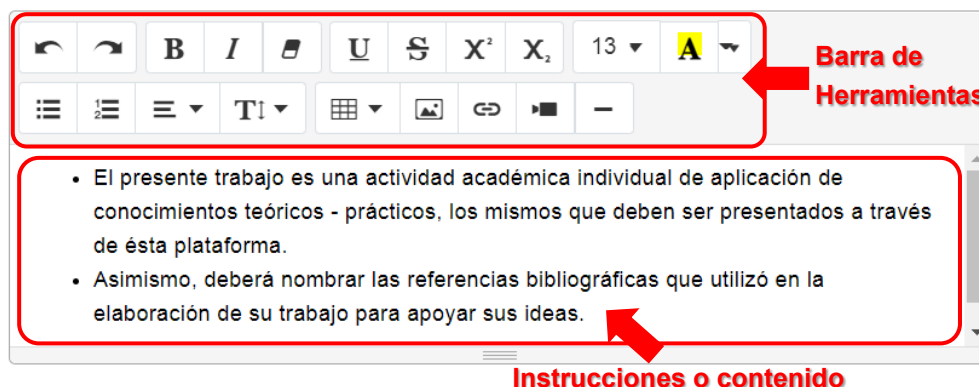 B I U S X² X₂ 13 A
Barra de
Herramientas
T
• El presente trabajo es una actividad académica individual de aplicación de
conocimientos teóricos - prácticos, los mismos que deben ser presentados a través
de ésta plataforma.
• Asimismo, deberá nombrar las referencias bibliográficas que utilizó en la
elaboración de su trabajo para apoyar sus ideas.
Instrucciones o contenido